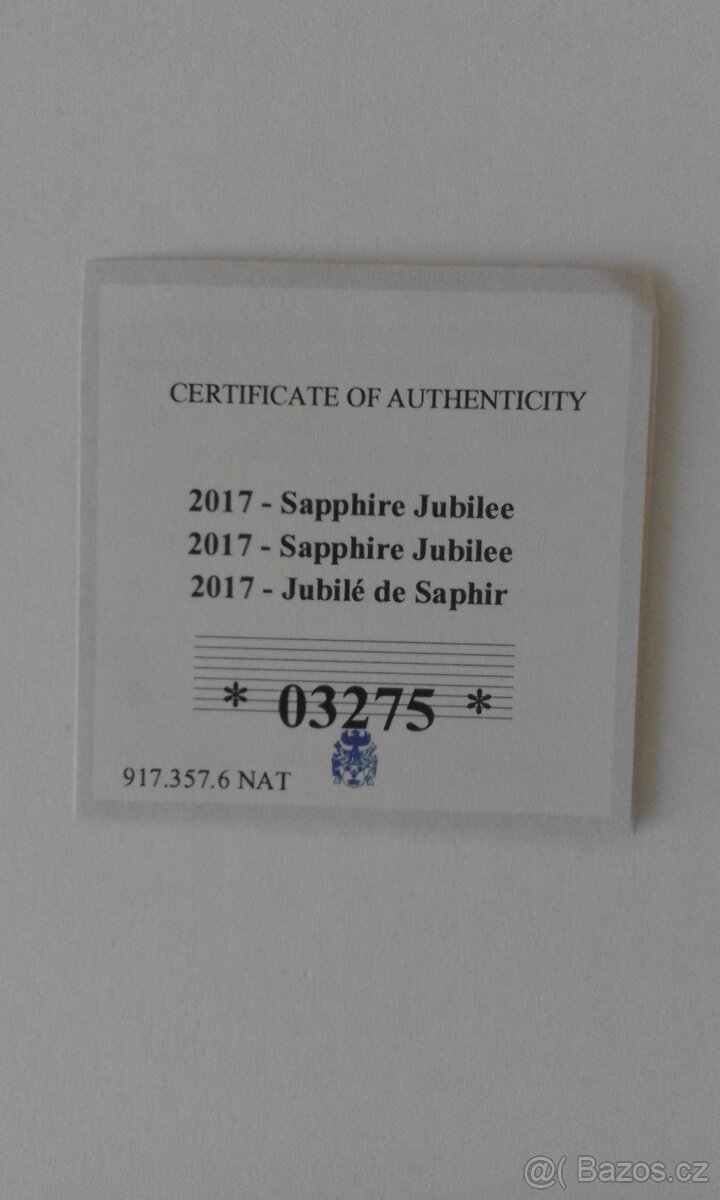 CERTIFICATE OF AUTHENTICITY
2017 - Sapphire Jubilee
2017 - Sapphire Jubilee
2017 - Jubilé de Saphir
* 03275 *
917.357.6 NAT
@( Bazos.cz